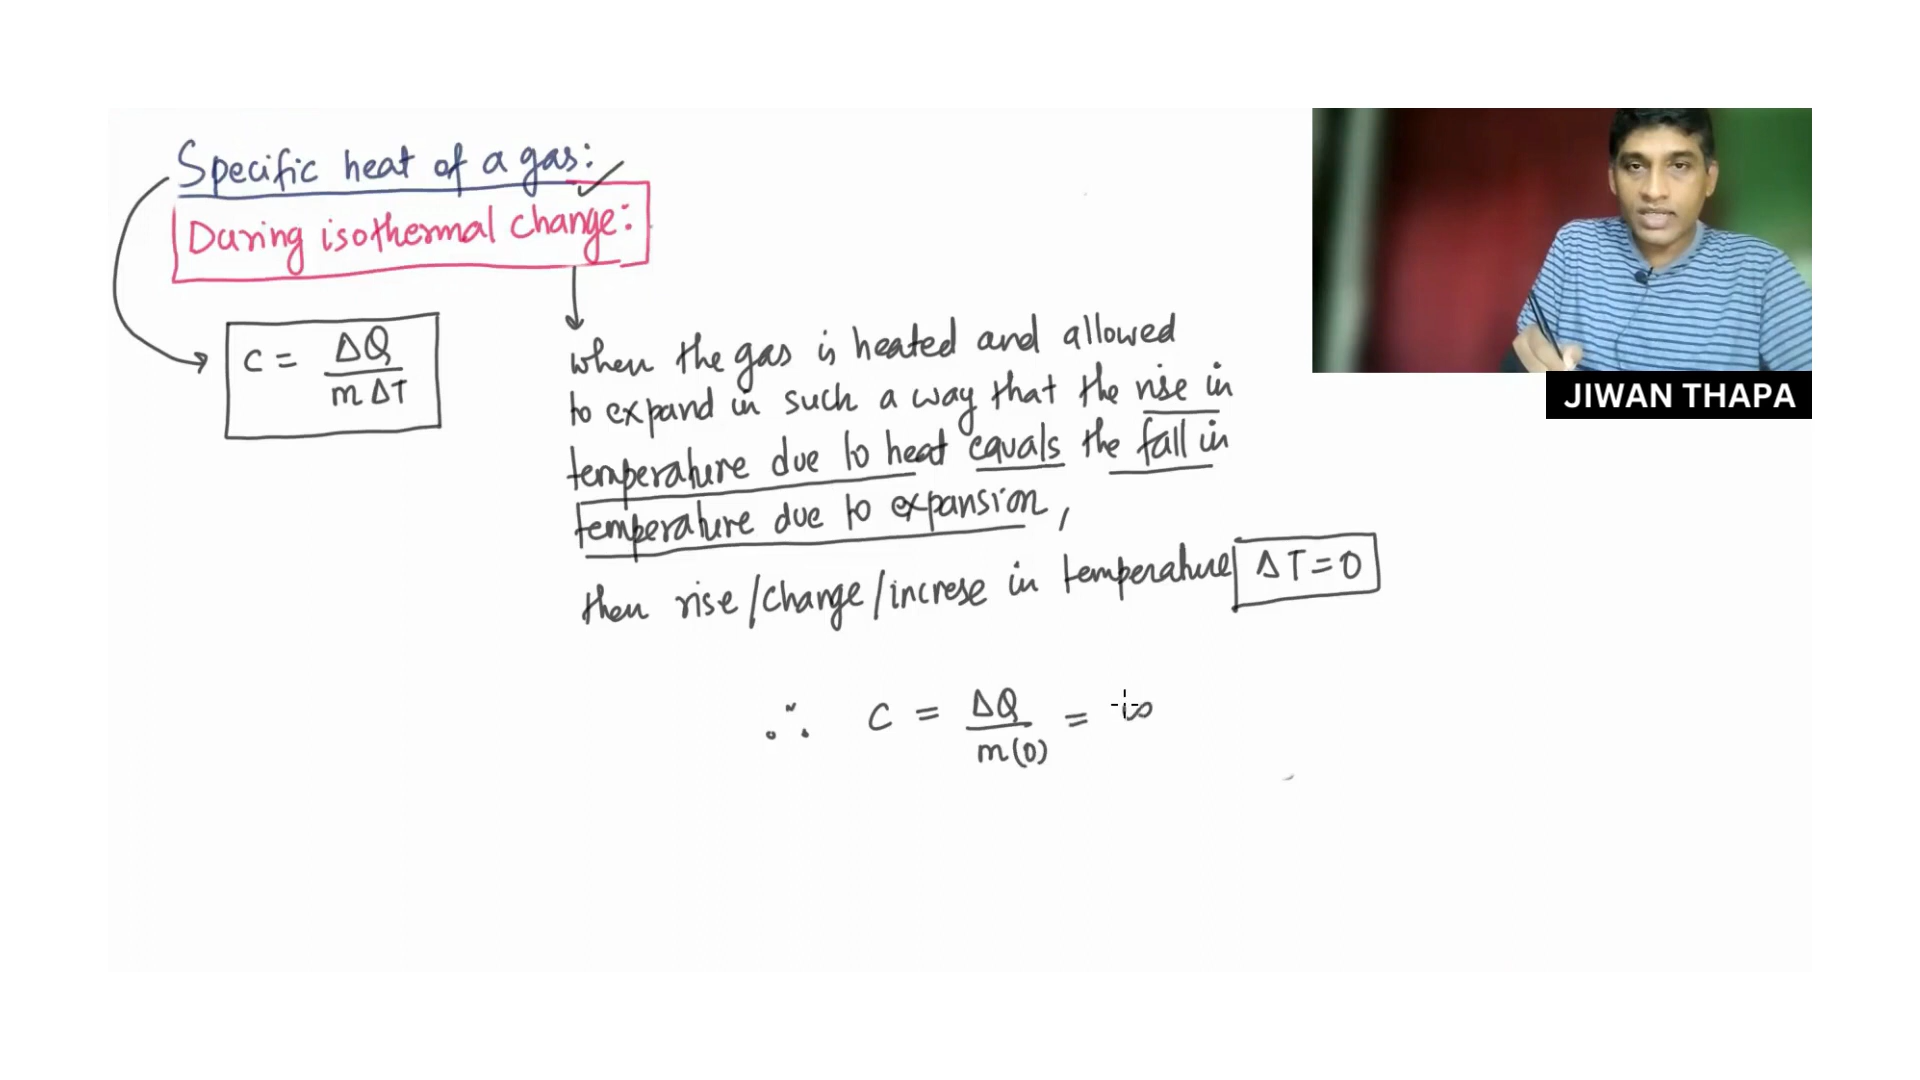 Specific heat of a gas:
During isothermal change:
C = ΔQ / m ΔT
when the gas is heated and allowed
to expand in such a way that the rise in
temperature due to heat equals the fall in
temperature due to expansion,
then rise/change/increse in temperature ΔT=0
∴ C = ΔQ / m(0) = ∞
JIWAN THAPA